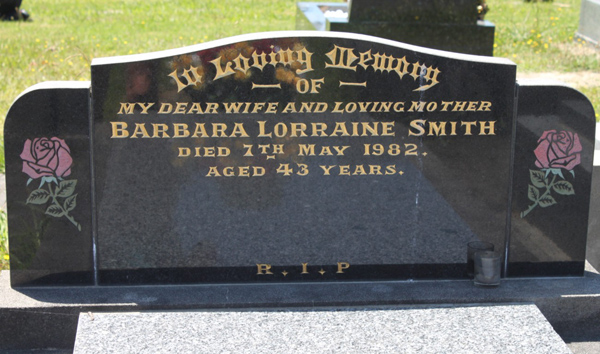 In Loving Memory
— OF —
MY DEAR WIFE AND LOVING MOTHER
BARBARA LORRAINE SMITH
DIED 7TH MAY 1982.
AGED 43 YEARS.
R.I.P